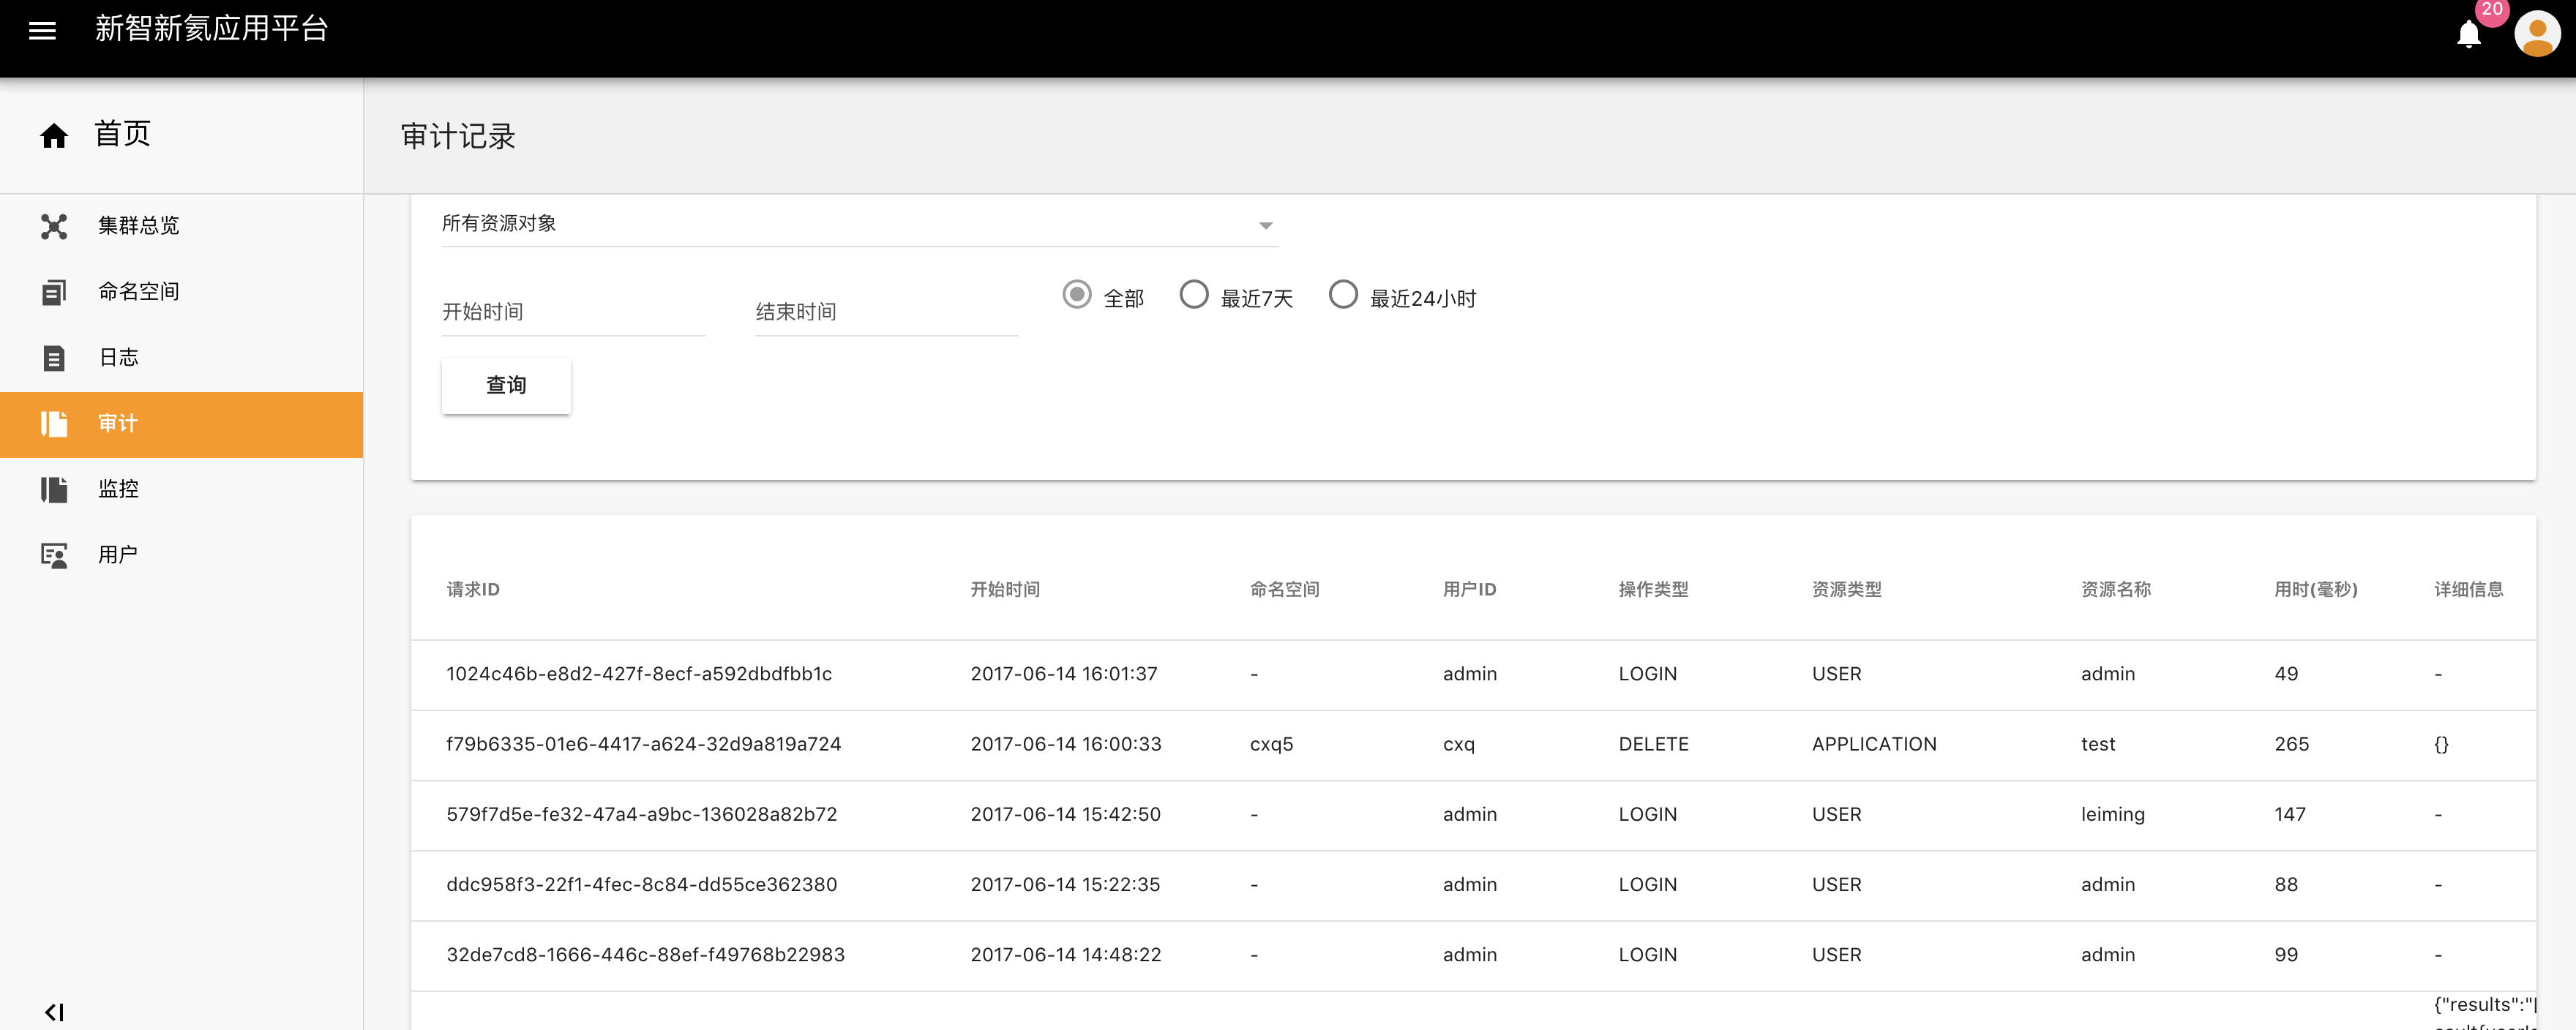 新智新氦应用平台
20
首页
审计记录
集群总览
命名空间
日志
审计
监控
用户
所有资源对象
开始时间 结束时间 全部 最近7天 最近24小时
查询
请求ID 开始时间 命名空间 用户ID 操作类型 资源类型 资源名称 用时(毫秒) 详细信息
1024c46b-e8d2-427f-8ecf-a592dbdfbb1c 2017-06-14 16:01:37 - admin LOGIN USER admin 49 -
f79b6335-01e6-4417-a624-32d9a819a724 2017-06-14 16:00:33 cxq5 cxq DELETE APPLICATION test 265 {}
579f7d5e-fe32-47a4-a9bc-136028a82b72 2017-06-14 15:42:50 - admin LOGIN USER leiming 147 -
ddc958f3-22f1-4fec-8c84-dd55ce362380 2017-06-14 15:22:35 - admin LOGIN USER admin 88 -
32de7cd8-1666-446c-88ef-f49768b22983 2017-06-14 14:48:22 - admin LOGIN USER admin 99 -
{"results":"